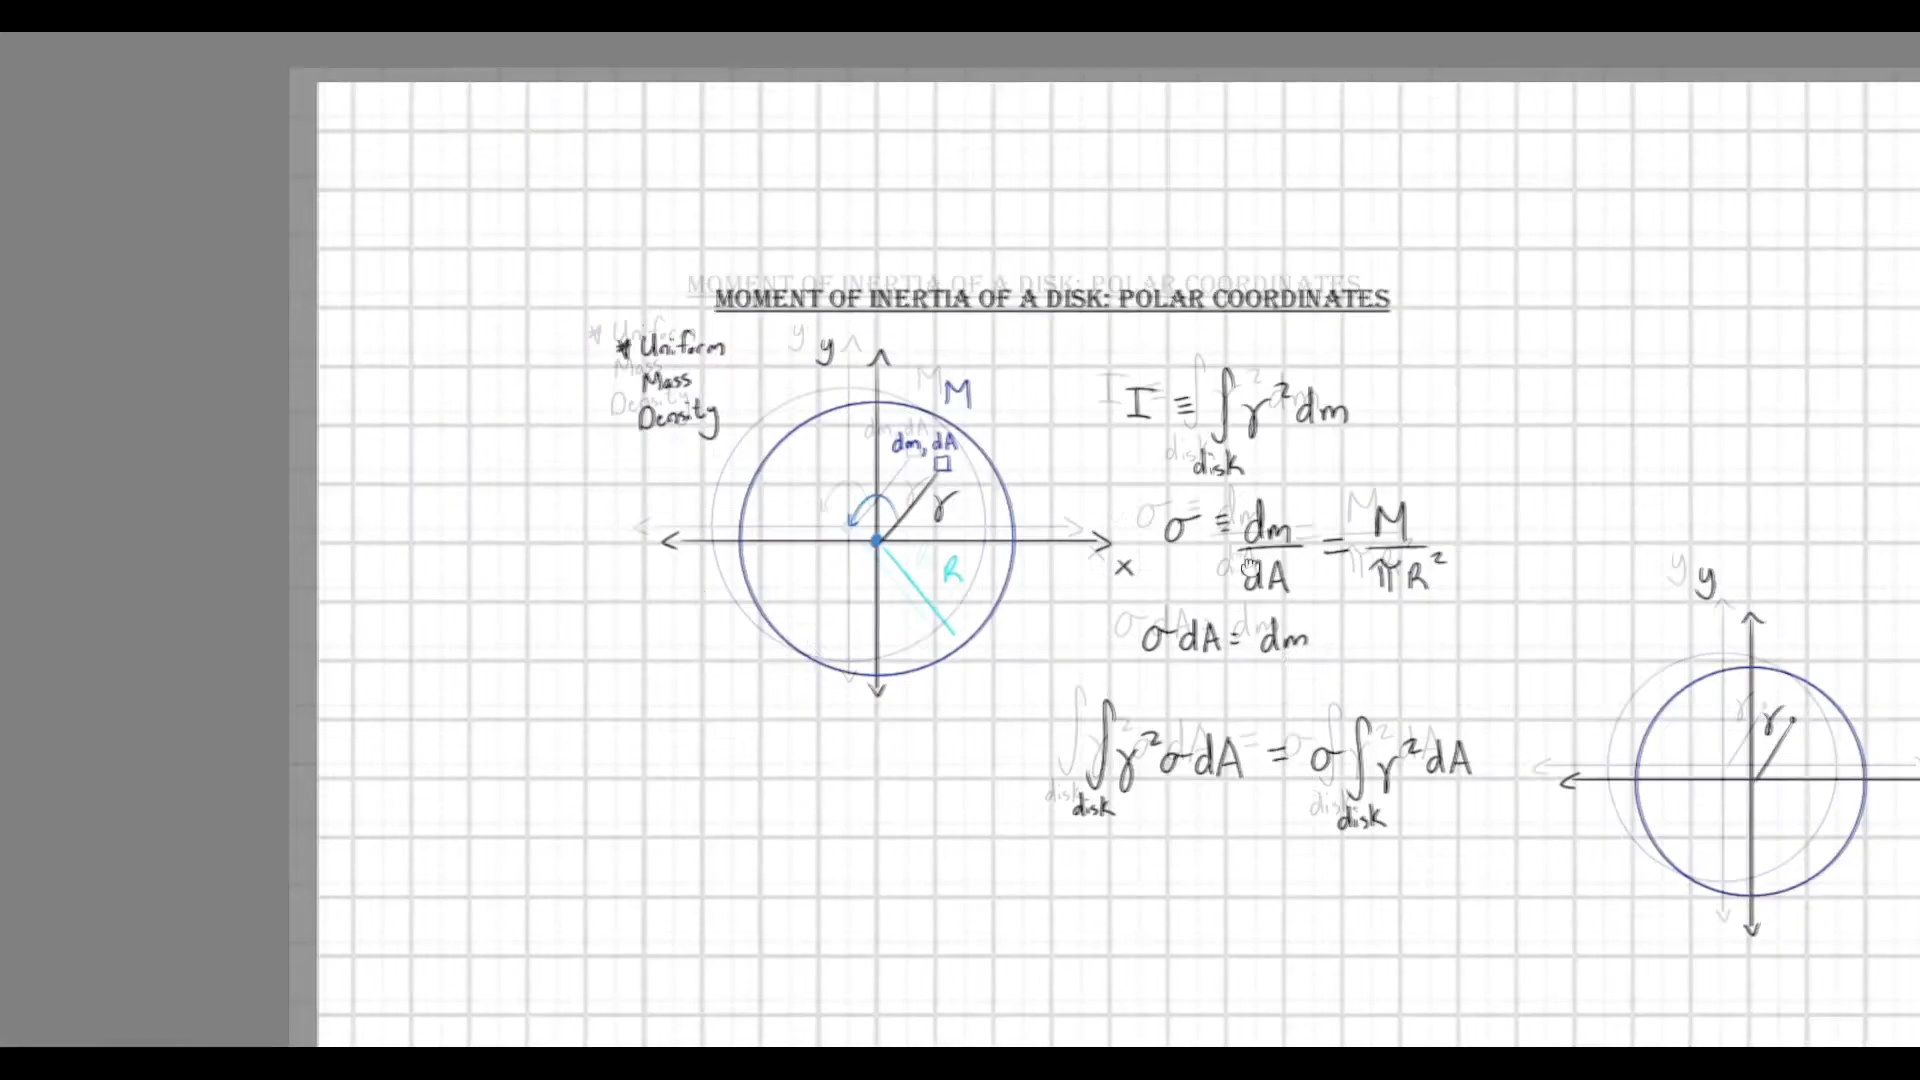 MOMENT OF INERTIA OF A DISK: POLAR COORDINATES
* Uniform
Mass
Density
y
M
dm, dA
r
R
x
I ≡ ∫ r² dm
disk
σ ≡ dm/dA = M/πR²
σ dA = dm
∫ r² σ dA = σ ∫ r² dA
disk disk
y
r